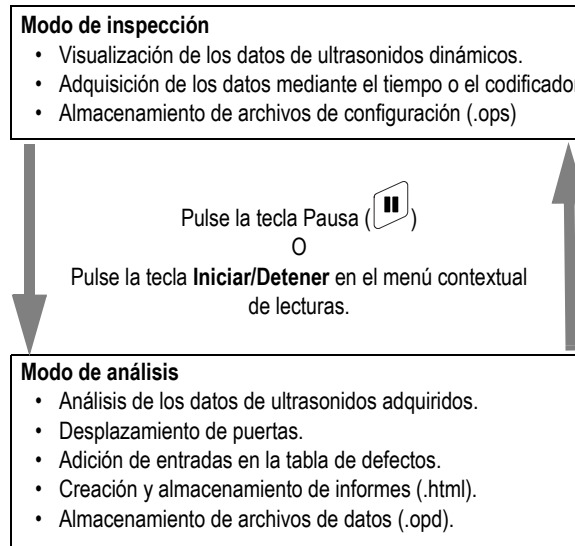 Modo de inspección
• Visualización de los datos de ultrasonidos dinámicos.
• Adquisición de los datos mediante el tiempo o el codificador
• Almacenamiento de archivos de configuración (.ops)
Pulse la tecla Pausa ( )
O
Pulse la tecla Iniciar/Detener en el menú contextual
de lecturas.
Modo de análisis
• Análisis de los datos de ultrasonidos adquiridos.
• Desplazamiento de puertas.
• Adición de entradas en la tabla de defectos.
• Creación y almacenamiento de informes (.html).
• Almacenamiento de archivos de datos (.opd).